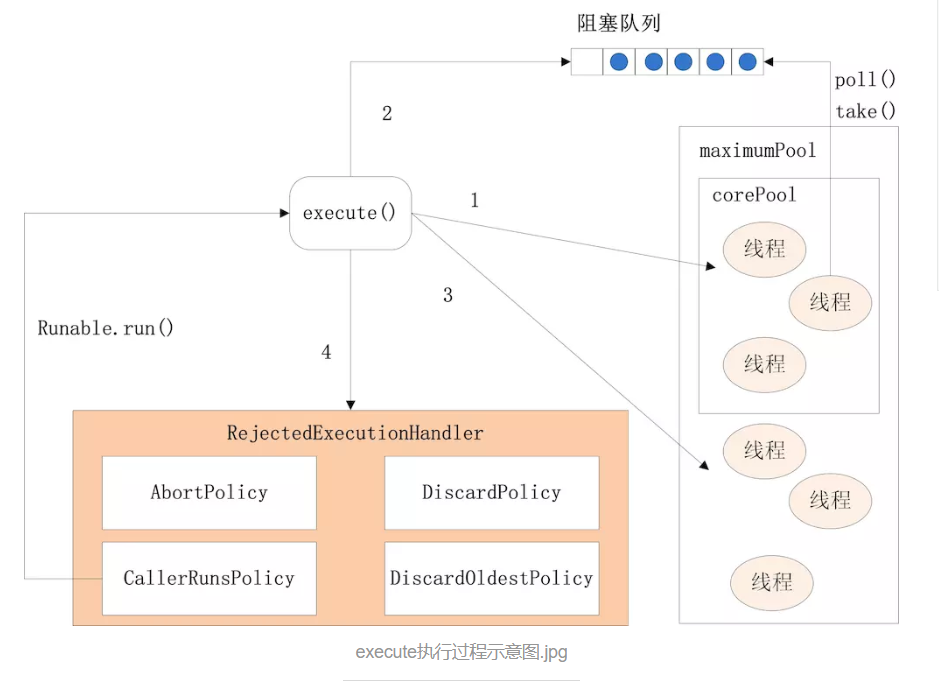 阻塞队列
poll()
take()
2
maximumPool
corePool
1
execute()
线程
线程
3
Runable.run()
4
线程
RejectedExecutionHandler
线程
AbortPolicy
DiscardPolicy
线程
CallerRunsPolicy
DiscardOldestPolicy
线程
execute执行过程示意图.jpg